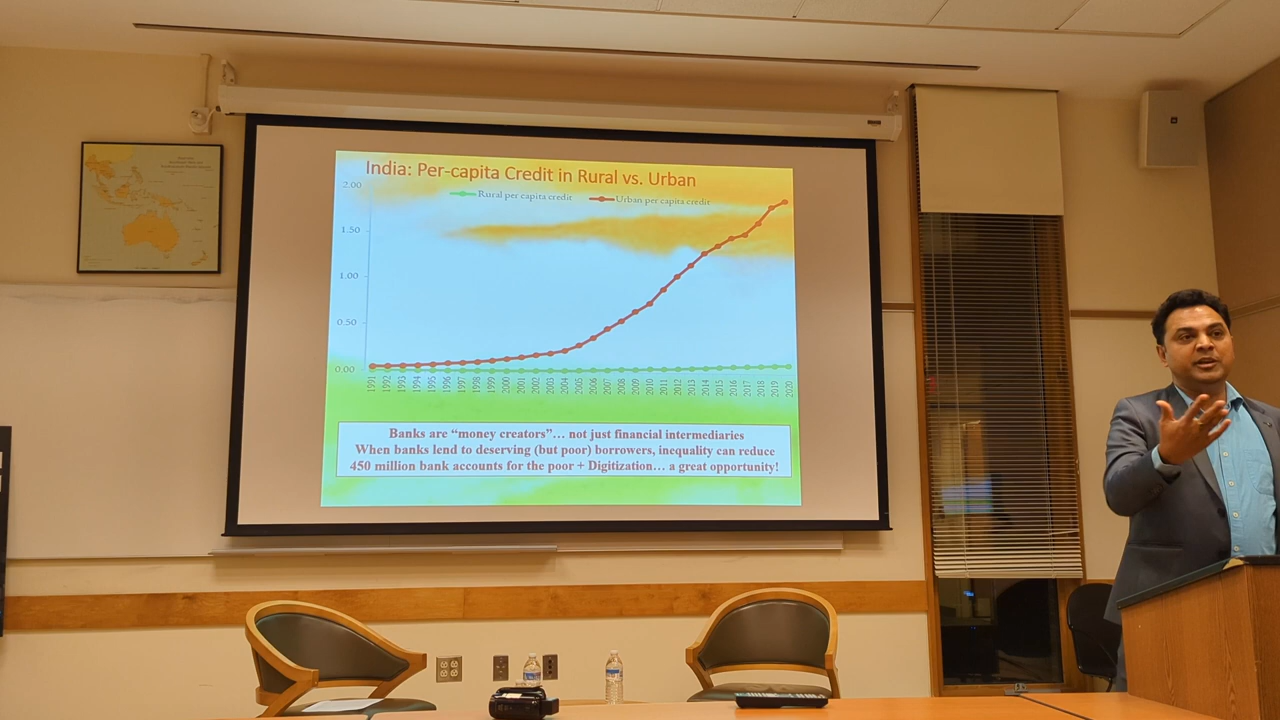 India: Per-capita Credit in Rural vs. Urban
Rural per capita credit Urban per capita credit
2.00
1.50
1.00
0.50
0.00
1991 1992 1993 1994 1995 1996 1997 1998 1999 2000 2001 2002 2003 2004 2005 2006 2007 2008 2009 2010 2011 2012 2013 2014 2015 2016 2017 2018 2019 2020
Banks are “money creators”… not just financial intermediaries
When banks lend to deserving (but poor) borrowers, inequality can reduce
450 million bank accounts for the poor + Digitization… a great opportunity!